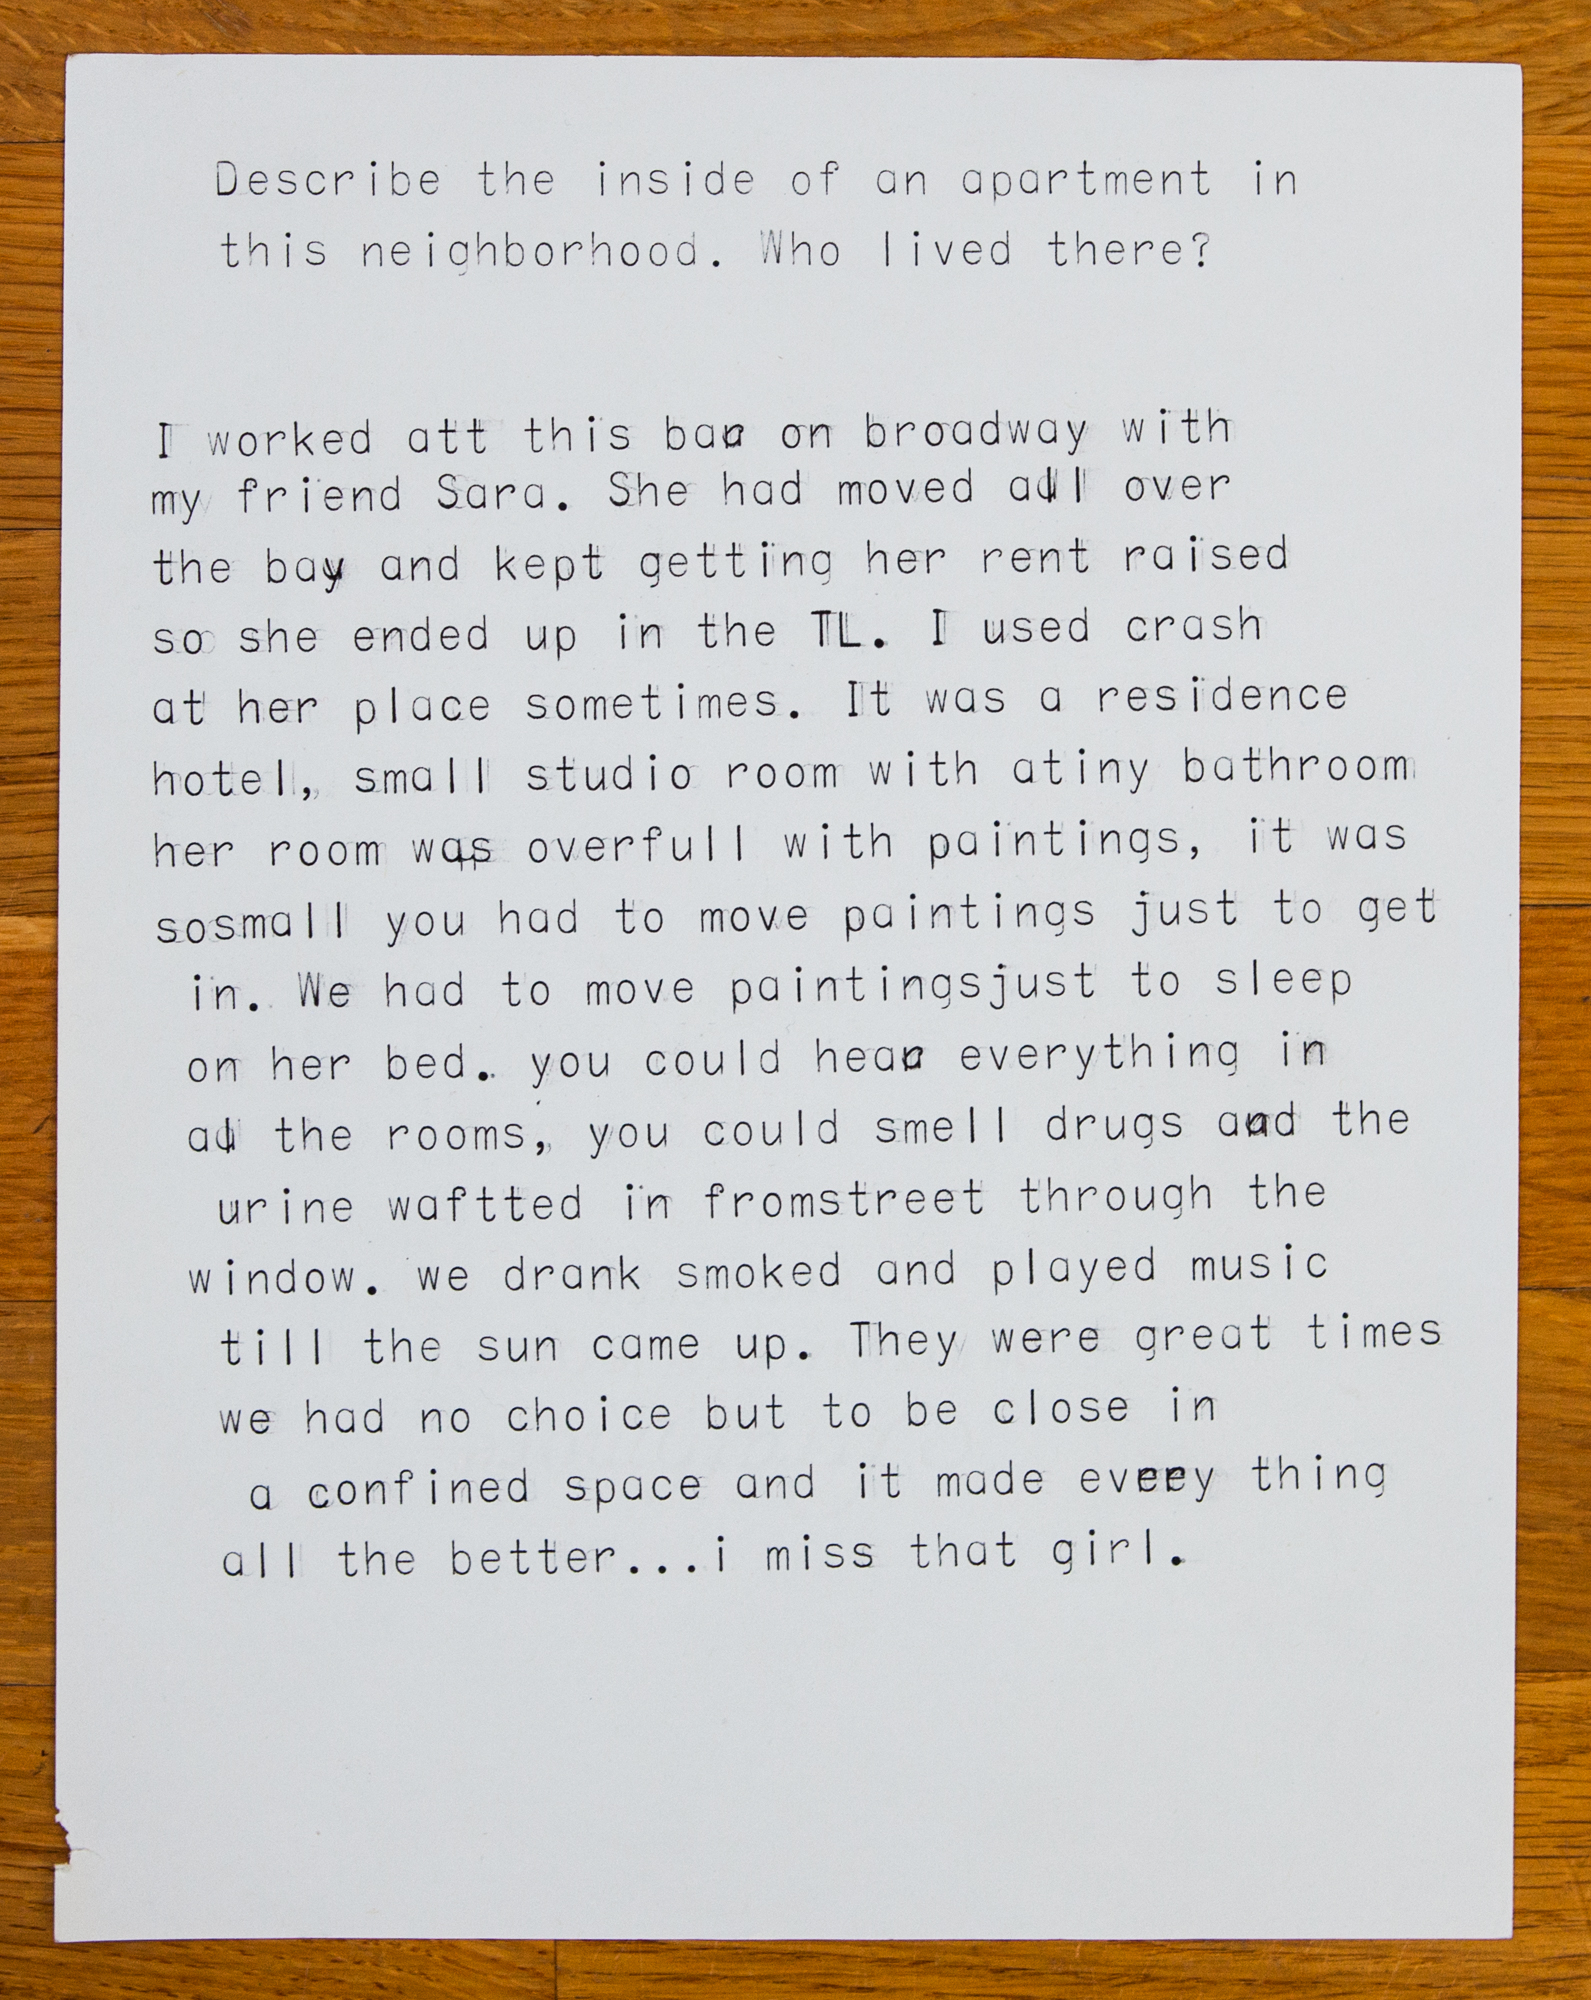 Describe the inside of an apartment in
this neighborhood. Who lived there?
I worked att this bar on broadway with
my friend Sara. She had moved all over
the bay and kept getting her rent raised
so she ended up in the TL. I used crash
at her place sometimes. It was a residence
hotel, small studio room with atiny bathroom
her room was overfull with paintings, it was
sosmall you had to move paintings just to get
in. We had to move paintingsjust to sleep
on her bed. you could hear everything in
al the rooms, you could smell drugs and the
urine waftted in fromstreet through the
window. we drank smoked and played music
till the sun came up. They were great times
we had no choice but to be close in
a confined space and it made every thing
all the better...i miss that girl.